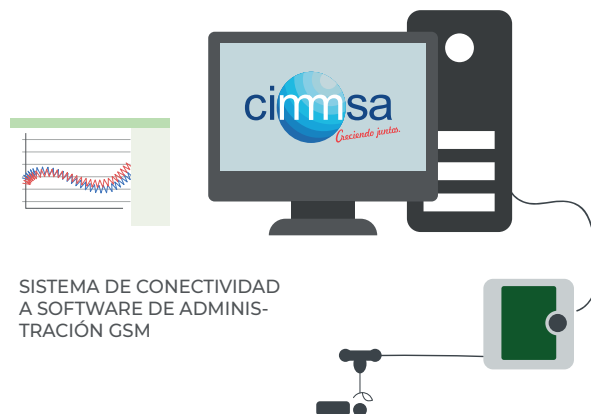 cimmsa
Creciendo juntos.
SISTEMA DE CONECTIVIDAD
A SOFTWARE DE ADMINIS-
TRACIÓN GSM